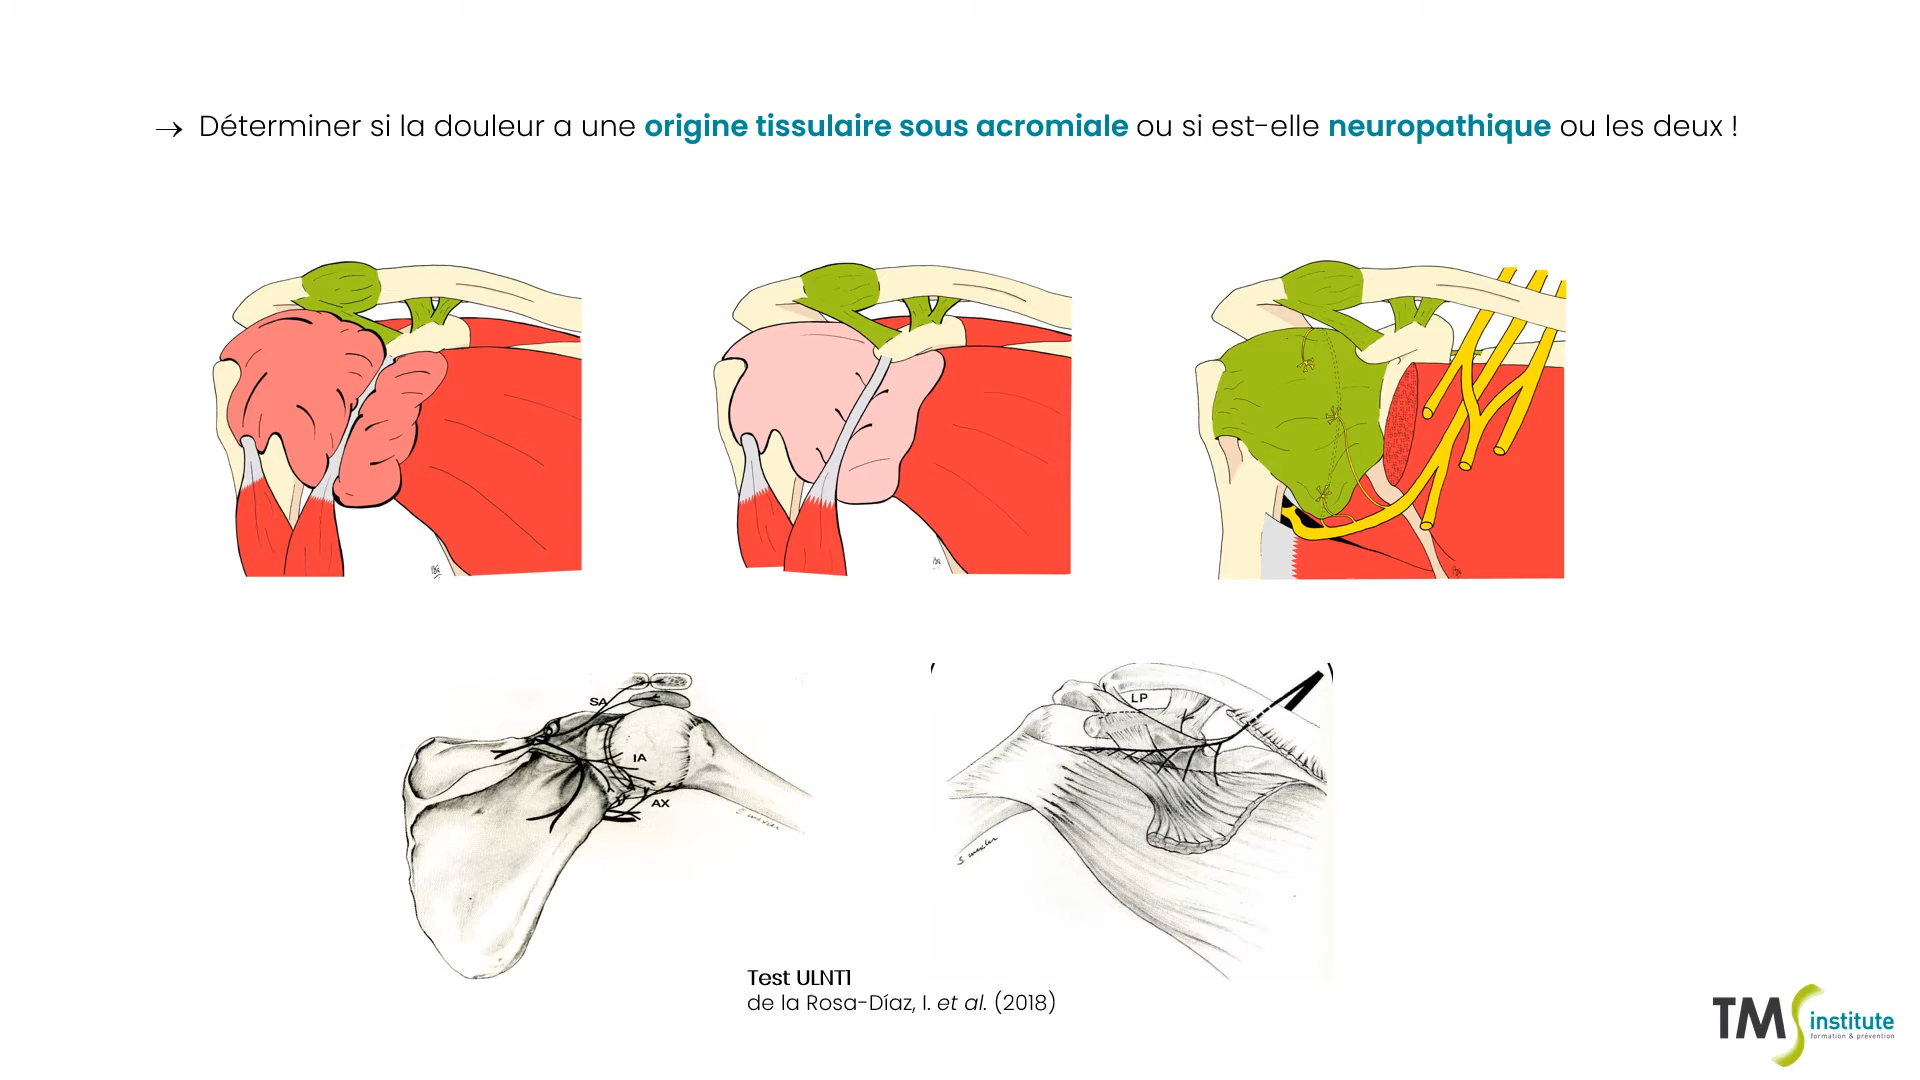 → Déterminer si la douleur a une origine tissulaire sous acromiale ou si est-elle neuropathique ou les deux !
SA
IA
AX
LP
Test ULNT1
de la Rosa-Díaz, I. et al. (2018)
TMS institute
formation & prévention